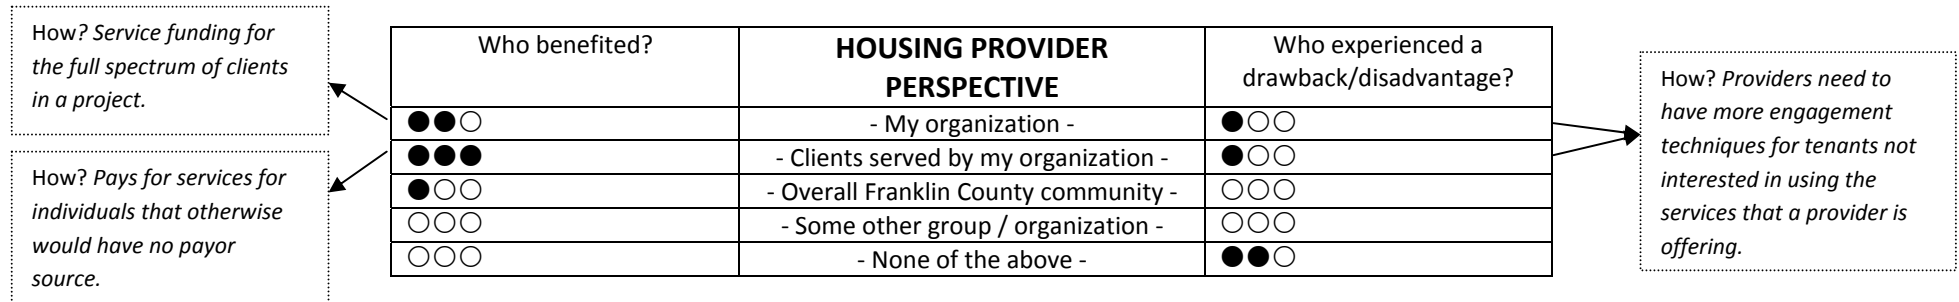 How? Service funding for
the full spectrum of clients
in a project.
How? Pays for services for
individuals that otherwise
would have no payor
source.
Who benefited?
HOUSING PROVIDER
PERSPECTIVE
Who experienced a
drawback/disadvantage?
●●○ - My organization - ●○○
●●● - Clients served by my organization - ●○○
●○○ - Overall Franklin County community - ○○○
○○○ - Some other group / organization - ○○○
○○○ - None of the above - ●●○
How? Providers need to
have more engagement
techniques for tenants not
interested in using the
services that a provider is
offering.